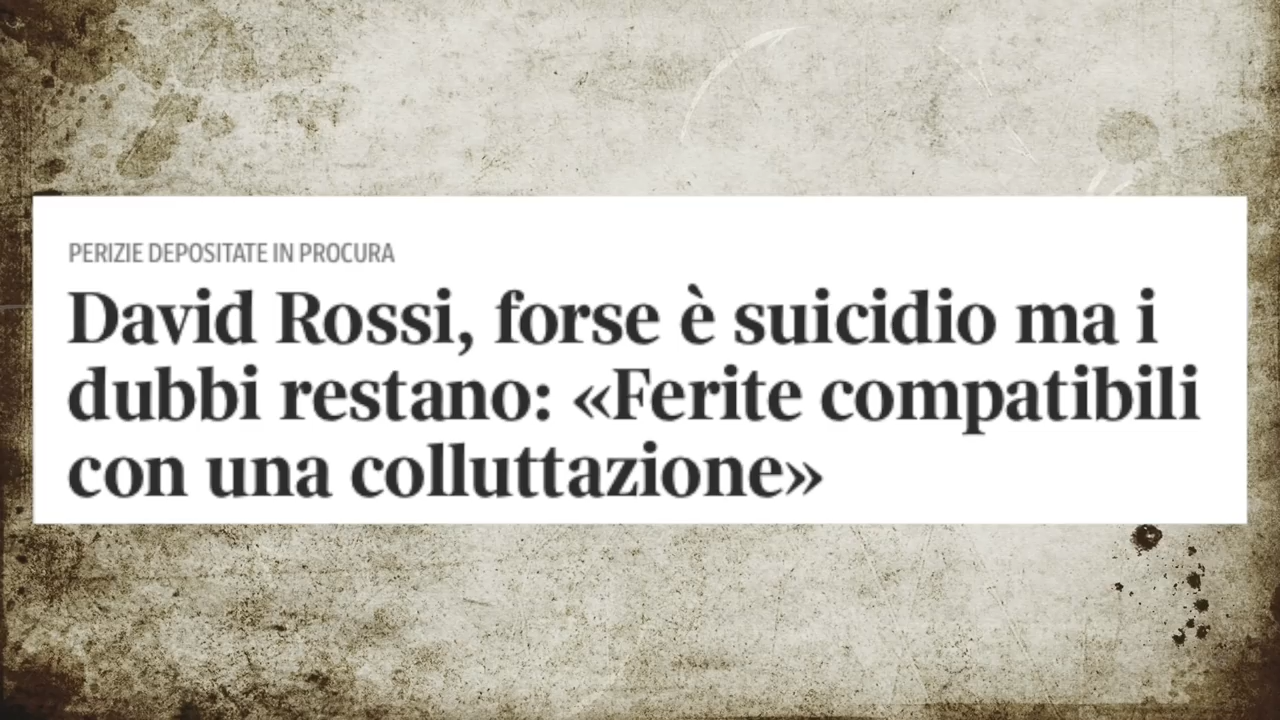 PERIZIE DEPOSITATE IN PROCURA
David Rossi, forse è suicidio ma i
dubbi restano: «Ferite compatibili
con una colluttazione»